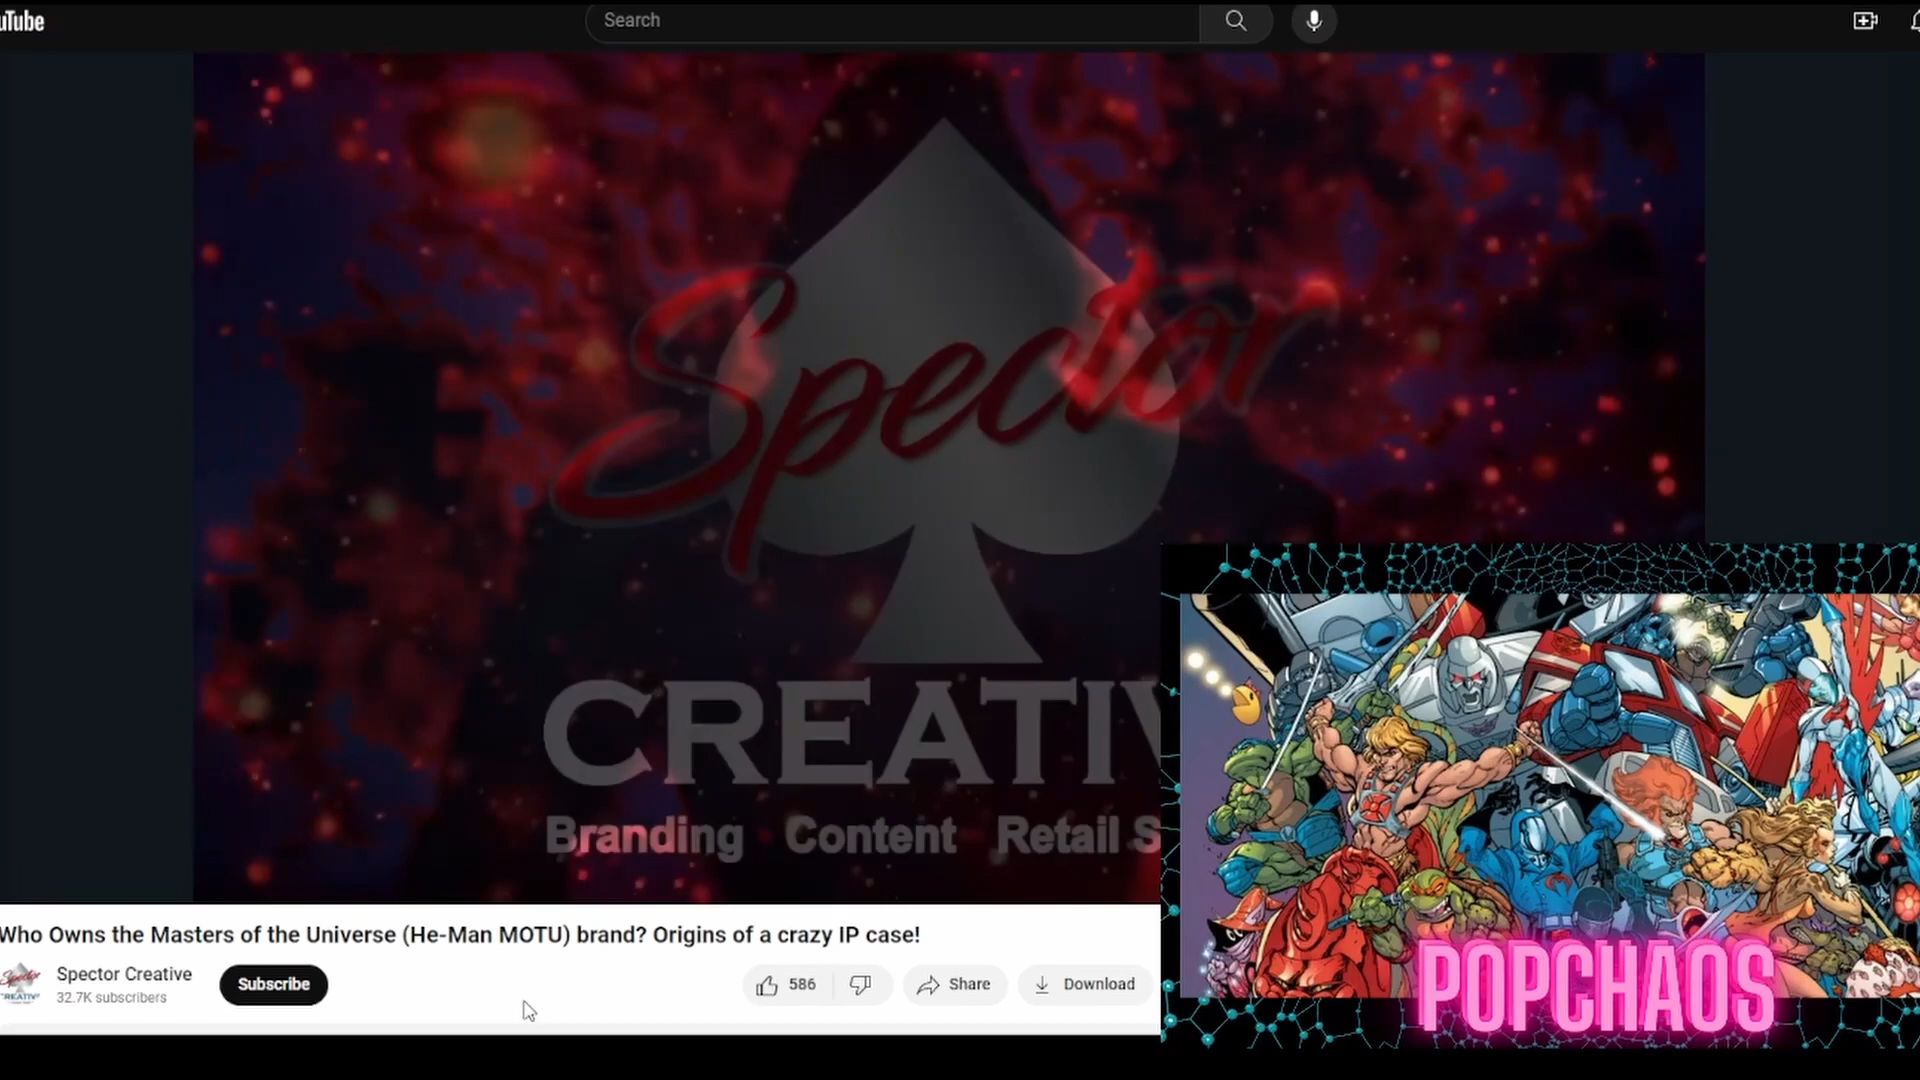 uTube
Search
Spector
CREATIV
Branding Content Retail S
Who Owns the Masters of the Universe (He-Man MOTU) brand? Origins of a crazy IP case!
Spector Creative
32.7K subscribers
Subscribe
586
Share
Download
POPCHAOS